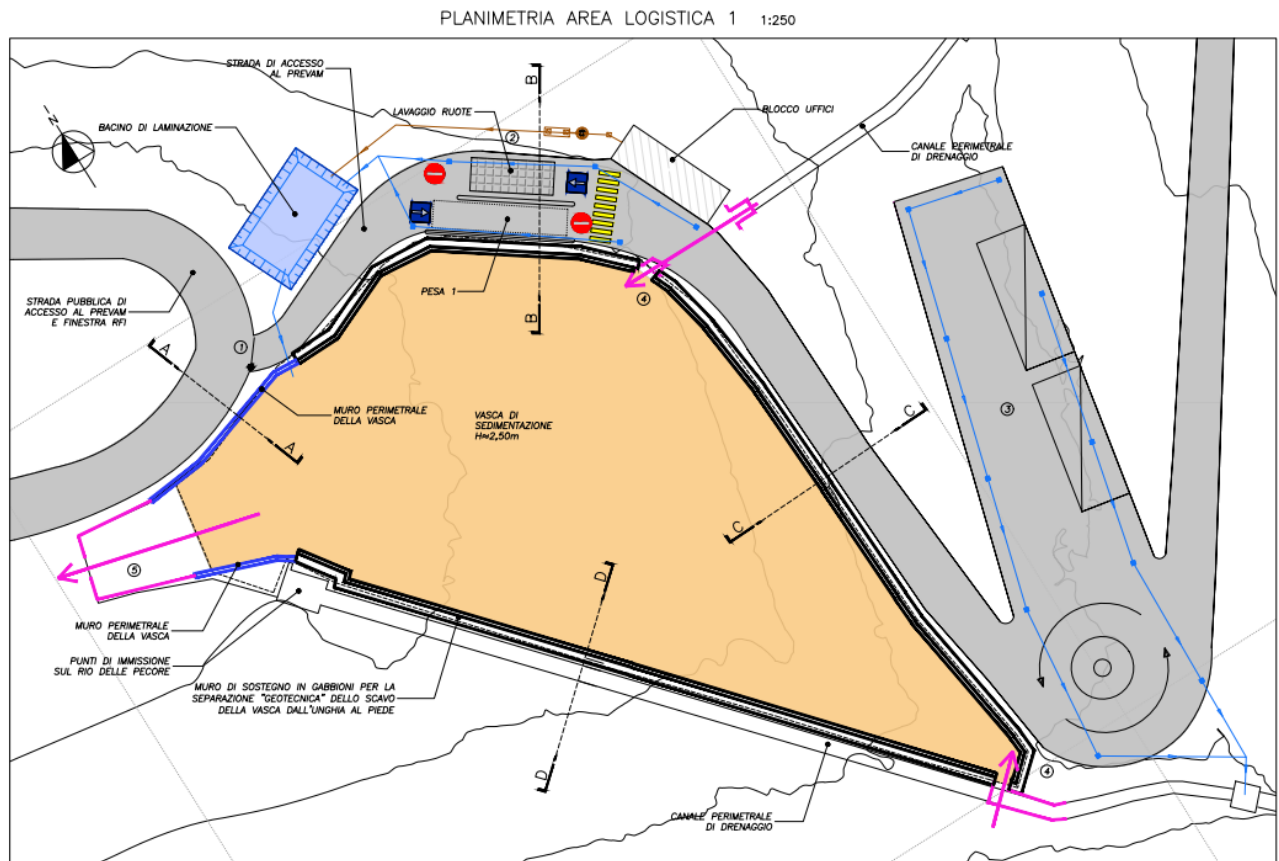 PLANIMETRIA AREA LOGISTICA 1 1:250
STRADA DI ACCESSO
AL PREVAM
B
N
BACINO DI LAMINAZIONE
LAVAGGIO RUOTE
2
BLOCCO UFFICI
CANALE PERIMETRALE
DI DRENAGGIO
STRADA PUBBLICA DI
ACCESSO AL PREVAM
E FINESTRA RFI
PESA 1
4
B
1
A
MURO PERIMETRALE
DELLA VASCA
VASCA DI
SEDIMENTAZIONE
H=2,50m
C
3
A
C
5
D
MURO PERIMETRALE
DELLA VASCA
PUNTI DI IMMISSIONE
SUL RIO DELLE PECORE
MURO DI SOSTEGNO IN GABBIONI PER LA
SEPARAZIONE "GEOTECNICA" DELLO SCAVO
DELLA VASCA DALL'UNGHIA AL PIEDE
D
4
CANALE PERIMETRALE
DI DRENAGGIO